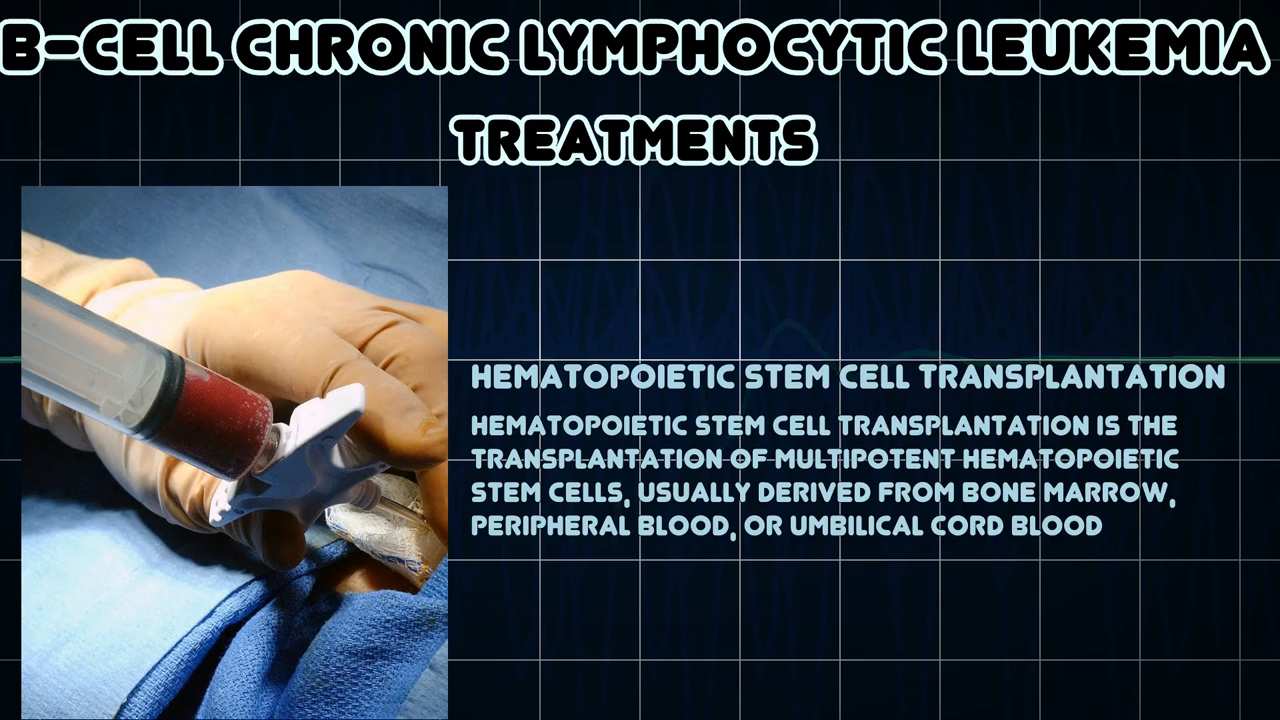 B-CELL CHRONIC LYMPHOCYTIC LEUKEMIA
TREATMENTS
HEMATOPOIETIC STEM CELL TRANSPLANTATION
HEMATOPOIETIC STEM CELL TRANSPLANTATION IS THE
TRANSPLANTATION OF MULTIPOTENT HEMATOPOIETIC
STEM CELLS, USUALLY DERIVED FROM BONE MARROW,
PERIPHERAL BLOOD, OR UMBILICAL CORD BLOOD